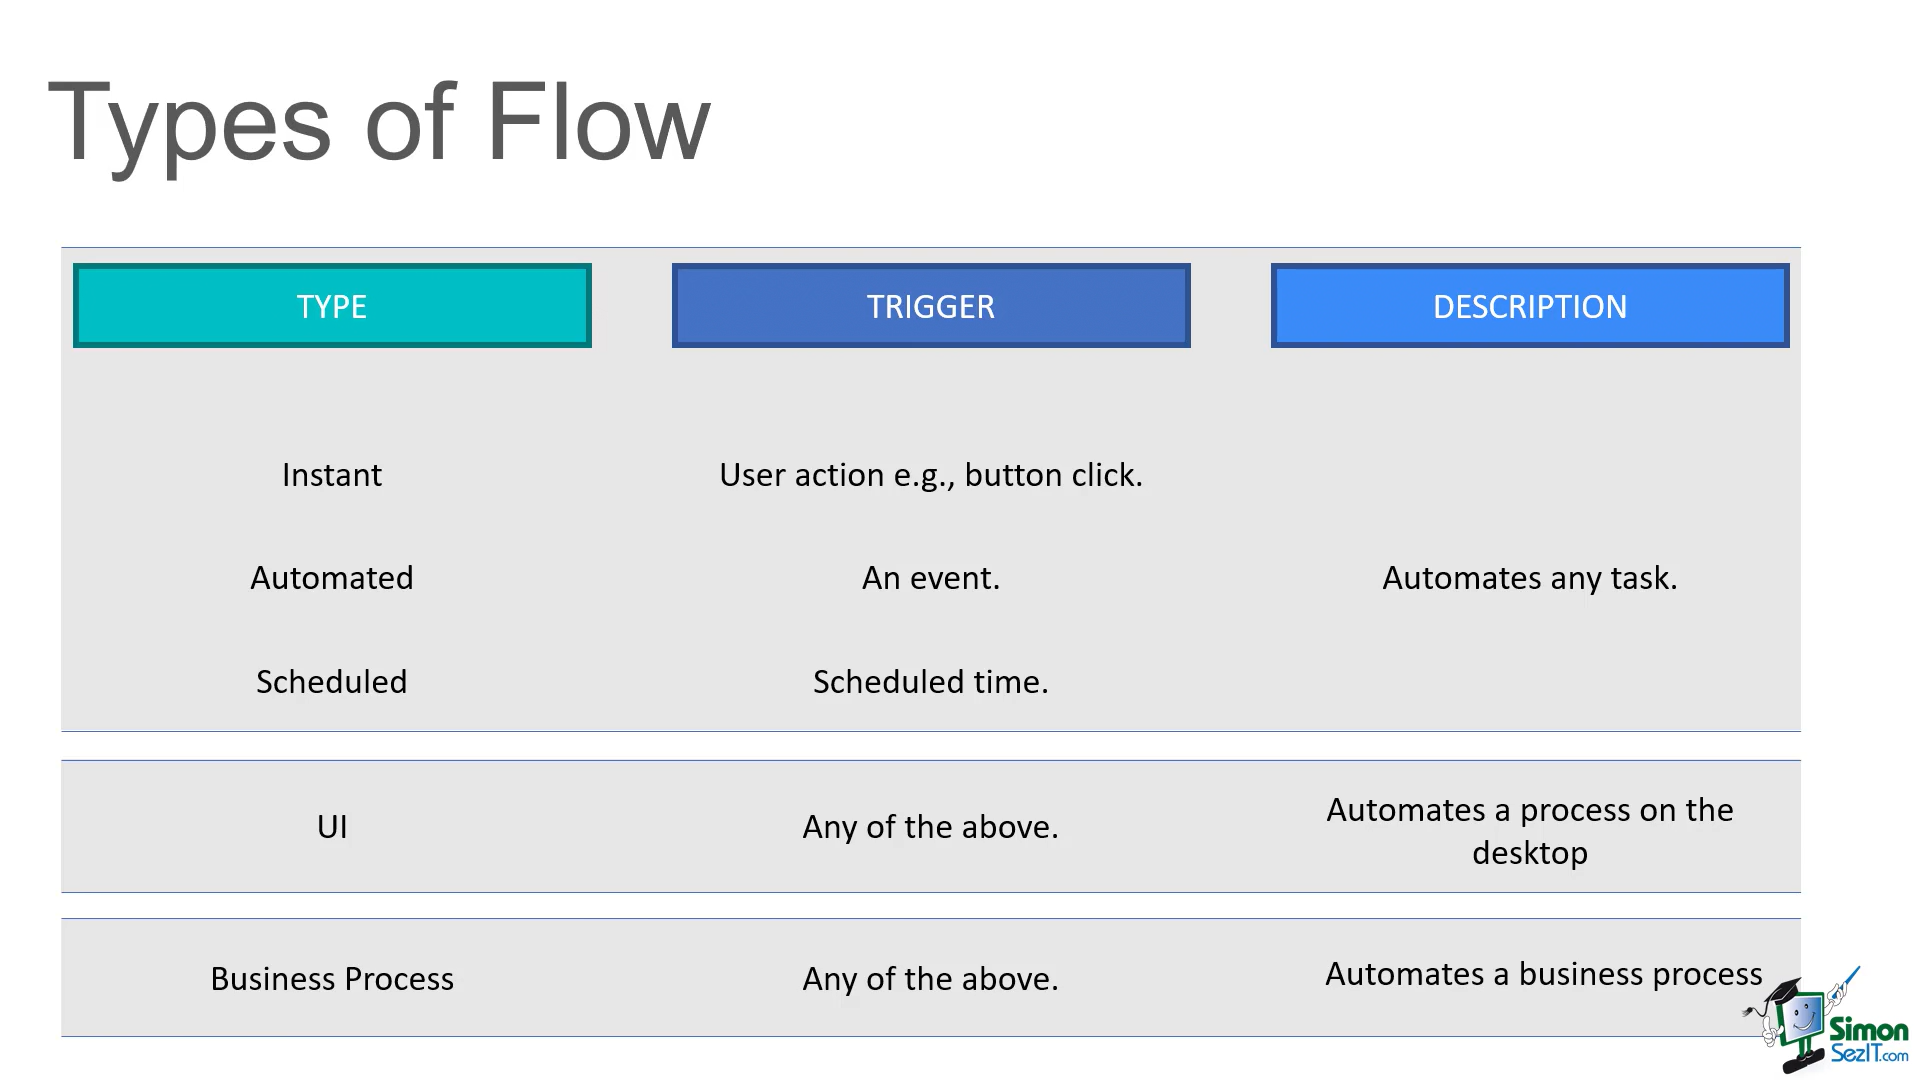 Types of Flow
TYPE
TRIGGER
DESCRIPTION
Instant
User action e.g., button click.
Automated
An event.
Automates any task.
Scheduled
Scheduled time.
UI
Any of the above.
Automates a process on the
desktop
Business Process
Any of the above.
Automates a business process
Simon
SezIT.com